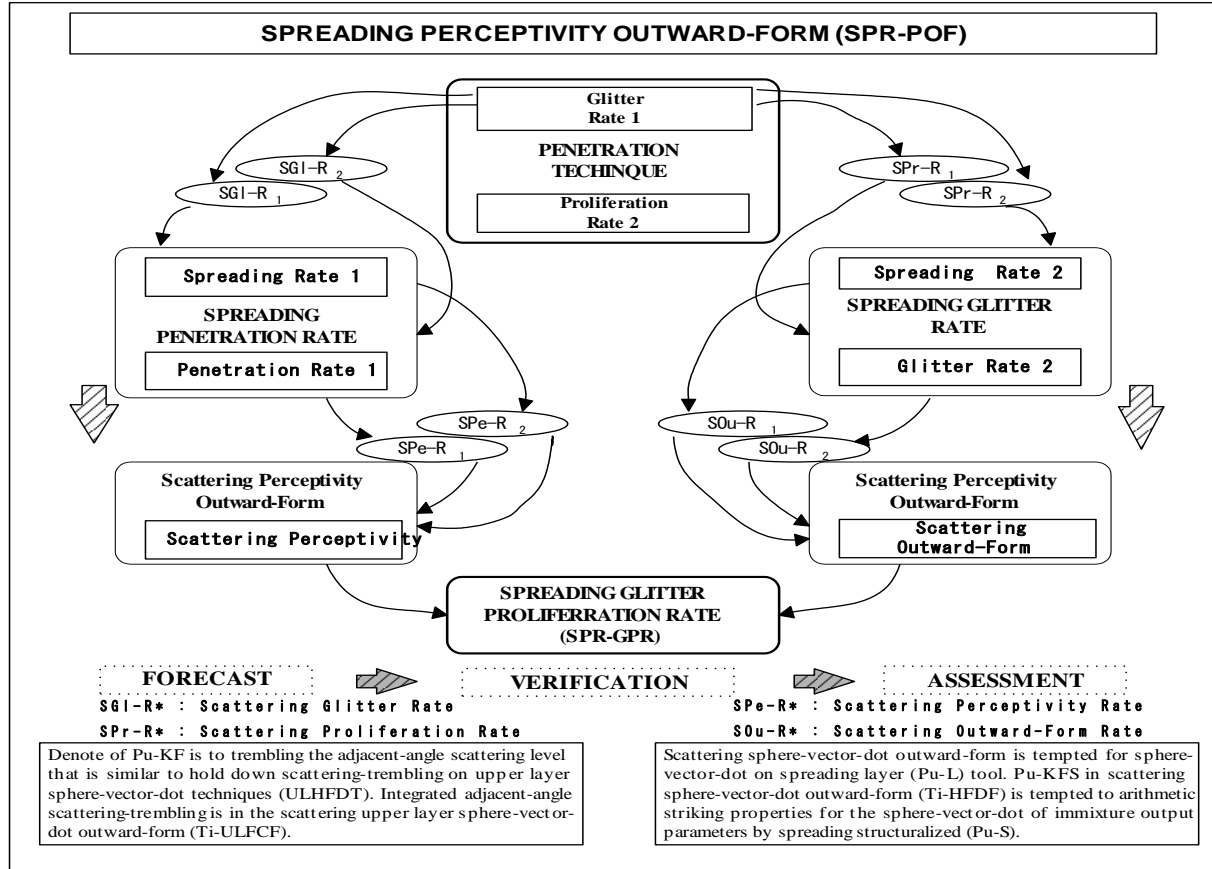 SPREADING PERCEPTIVITY OUTWARD-FORM (SPR-POF)
Glitter
Rate 1
PENETRATION
TECHINQUE
Proliferation
Rate 2
SGl-R 2
SGl-R 1
SPr-R 1
SPr-R 2
Spreading Rate 1
SPREADING
PENETRATION RATE
Penetration Rate 1
Spreading Rate 2
SPREADING GLITTER
RATE
Glitter Rate 2
SPe-R 2
SPe-R 1
SOu-R 1
SOu-R 2
Scattering Perceptivity
Outward-Form
Scattering Perceptivity
Scattering Perceptivity
Outward-Form
Scattering
Outward-Form
SPREADING GLITTER
PROLIFERRATION RATE
(SPR-GPR)
FORECAST
VERIFICATION
ASSESSMENT
SGl-R* : Scattering Glitter Rate
SPr-R* : Scattering Proliferation Rate
SPe-R* : Scattering Perceptivity Rate
SOu-R* : Scattering Outward-Form Rate
Denote of Pu-KF is to trembling the adjacent-angle scattering level
that is similar to hold down scattering-trembling on upper layer
sphere-vector-dot techniques (ULHFDT). Integrated adjacent-angle
scattering-trembling is in the scattering upper layer sphere-vector-
dot outward-form (Ti-ULFCF).
Scattering sphere-vector-dot outward-form is tempted for sphere-
vector-dot on spreading layer (Pu-L) tool. Pu-KFS in scattering
sphere-vector-dot outward-form (Ti-HFDF) is tempted to arithmetic
striking properties for the sphere-vector-dot of immixture output
parameters by spreading structuralized (Pu-S).